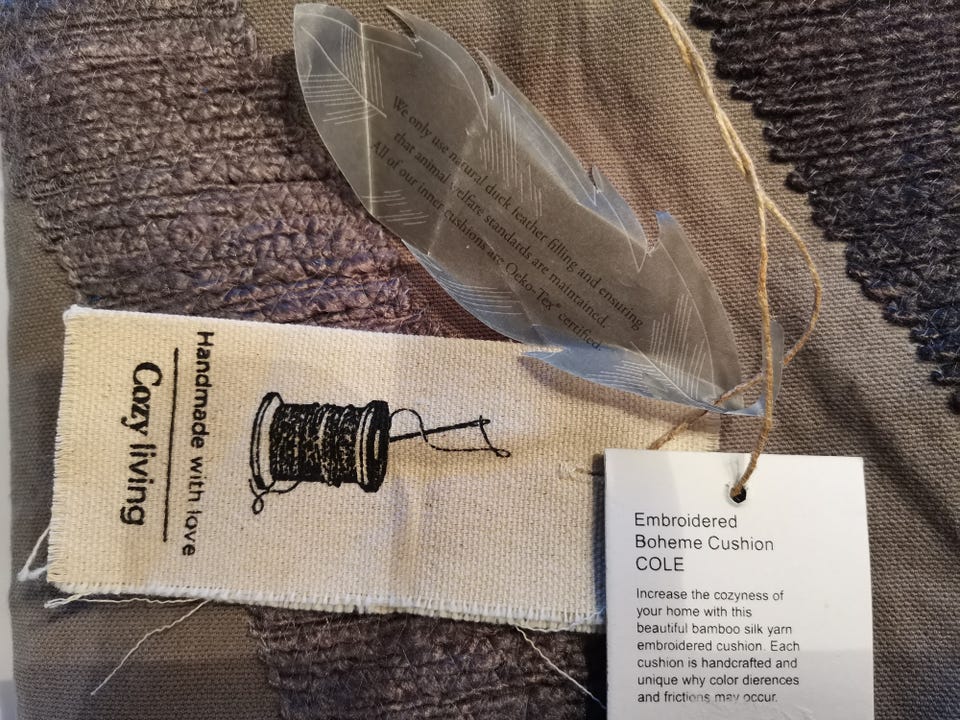 We only use natural duck feather filling and ensuring
that animal welfare standards are maintained.
All of our inner cushions are Oeko-Tex® certified.
Handmade with love
Cozy living
Embroidered
Boheme Cushion
COLE
Increase the cozyness of
your home with this
beautiful bamboo silk yarn
embroidered cushion. Each
cushion is handcrafted and
unique why color dierences
and frictions may occur.